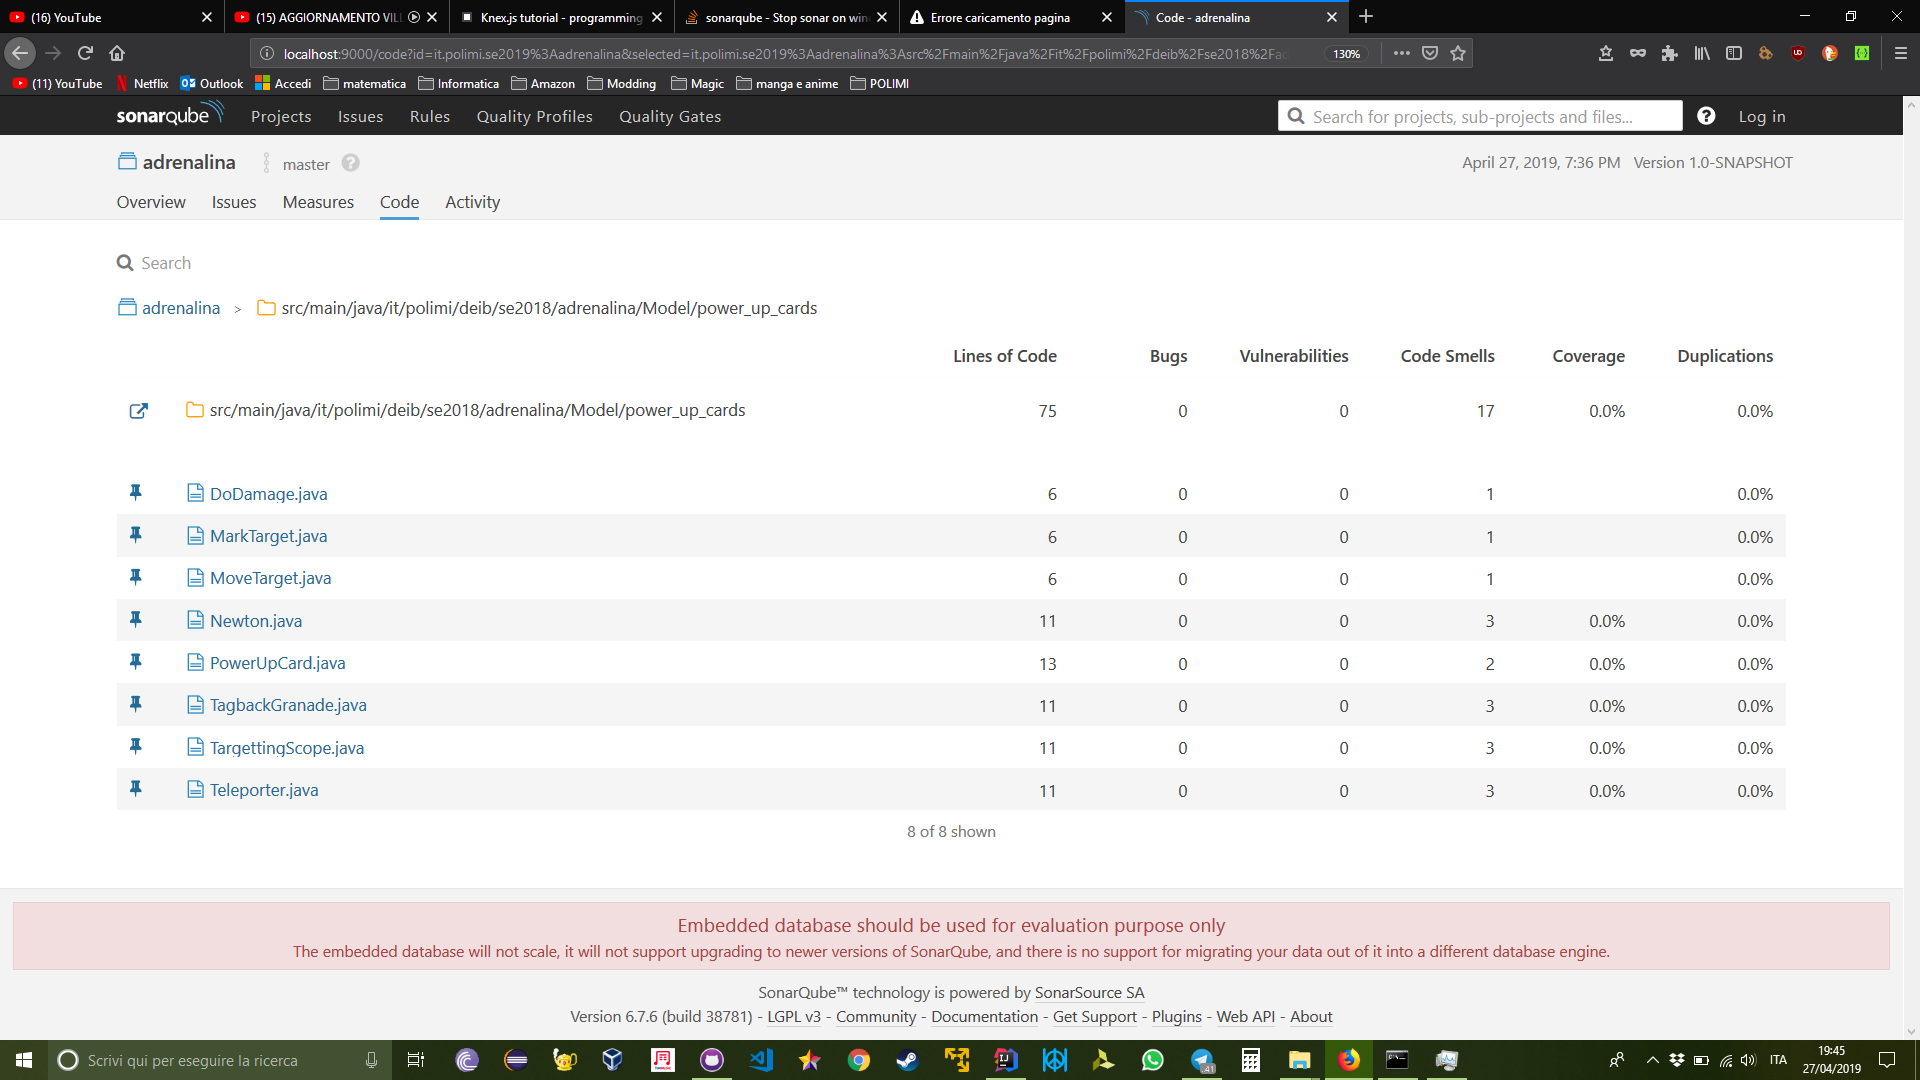 (16) YouTube
(15) AGGIORNAMENTO VILL
Knex.js tutorial - programming
sonarqube - Stop sonar on win
Errore caricamento pagina
Code - adrenalina
localhost:9000/code?id=it.polimi.se2019%3Aadrenalina&selected=it.polimi.se2019%3Aadrenalina%3Asrc%2Fmain%2Fjava%2Fit%2Fpolimi%2Fdeib%2Fse2018%2Fad
130%
(11) YouTube
Netflix
Outlook
Accedi
matematica
Informatica
Amazon
Modding
Magic
manga e anime
POLIMI
sonarqube
Projects
Issues
Rules
Quality Profiles
Quality Gates
Search for projects, sub-projects and files...
Log in
adrenalina
master
April 27, 2019, 7:36 PM Version 1.0-SNAPSHOT
Overview
Issues
Measures
Code
Activity
Search
adrenalina > src/main/java/it/polimi/deib/se2018/adrenalina/Model/power_up_cards
Lines of Code Bugs Vulnerabilities Code Smells Coverage Duplications
src/main/java/it/polimi/deib/se2018/adrenalina/Model/power_up_cards 75 0 0 17 0.0% 0.0%
DoDamage.java 6 0 0 1 0.0%
MarkTarget.java 6 0 0 1 0.0%
MoveTarget.java 6 0 0 1 0.0%
Newton.java 11 0 0 3 0.0% 0.0%
PowerUpCard.java 13 0 0 2 0.0% 0.0%
TagbackGranade.java 11 0 0 3 0.0% 0.0%
TargettingScope.java 11 0 0 3 0.0% 0.0%
Teleporter.java 11 0 0 3 0.0% 0.0%
8 of 8 shown
Embedded database should be used for evaluation purpose only
The embedded database will not scale, it will not support upgrading to newer versions of SonarQube, and there is no support for migrating your data out of it into a different database engine.
SonarQube™ technology is powered by SonarSource SA
Version 6.7.6 (build 38781) - LGPL v3 - Community - Documentation - Get Support - Plugins - Web API - About
Scrivi qui per eseguire la ricerca
41
ITA
19:45
27/04/2019